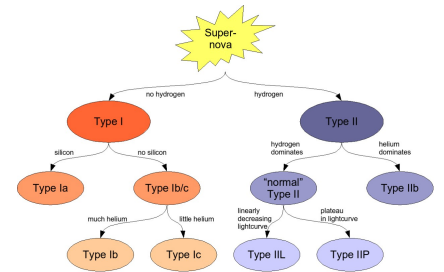 Super-
nova
no hydrogen
hydrogen
Type I
Type II
silicon
no silicon
hydrogen
dominates
helium
dominates
Type Ia
Type Ib/c
"normal"
Type II
Type IIb
much helium
little helium
linearly
decreasing
lightcurve
plateau
in lightcurve
Type Ib
Type Ic
Type IIL
Type IIP